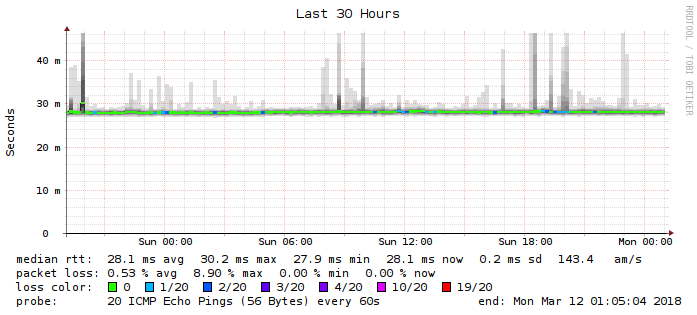 Last 30 Hours
RRDTOOL / TOBI OETIKER
Seconds
40 m
30 m
20 m
10 m
0
Sun 00:00 Sun 06:00 Sun 12:00 Sun 18:00 Mon 00:00
median rtt: 28.1 ms avg 30.2 ms max 27.9 ms min 28.1 ms now 0.2 ms sd 143.4 am/s
packet loss: 0.53 % avg 8.90 % max 0.00 % min 0.00 % now
loss color: 0 1/20 2/20 3/20 4/20 10/20 19/20
probe: 20 ICMP Echo Pings (56 Bytes) every 60s end: Mon Mar 12 01:05:04 2018